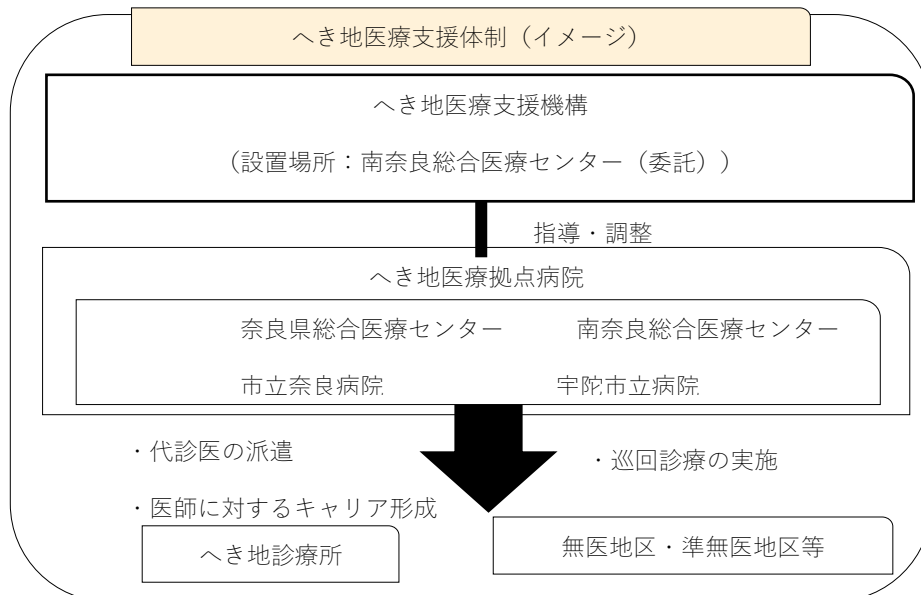 へき地医療支援体制（イメージ）
へき地医療支援機構
（設置場所：南奈良総合医療センター（委託））
指導・調整
へき地医療拠点病院
奈良県総合医療センター　南奈良総合医療センター
市立奈良病院　宇陀市立病院
・代診医の派遣
・巡回診療の実施
・医師に対するキャリア形成
へき地診療所
無医地区・準無医地区等